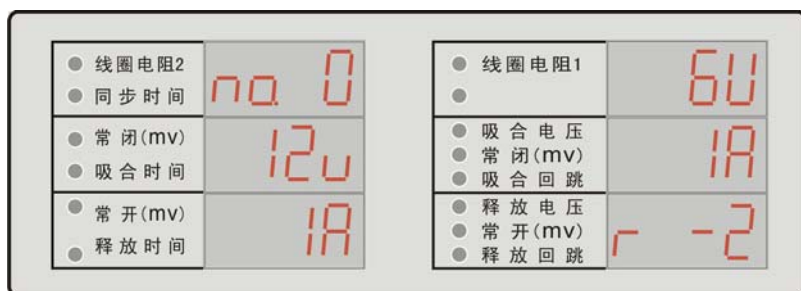 线圈电阻2
同步时间
no. 0
常闭(mv)
吸合时间
12u
常开(mv)
释放时间
1A
线圈电阻1
6U
吸合电压
常闭(mv)
吸合回跳
1A
释放电压
常开(mv)
释放回跳
r -2